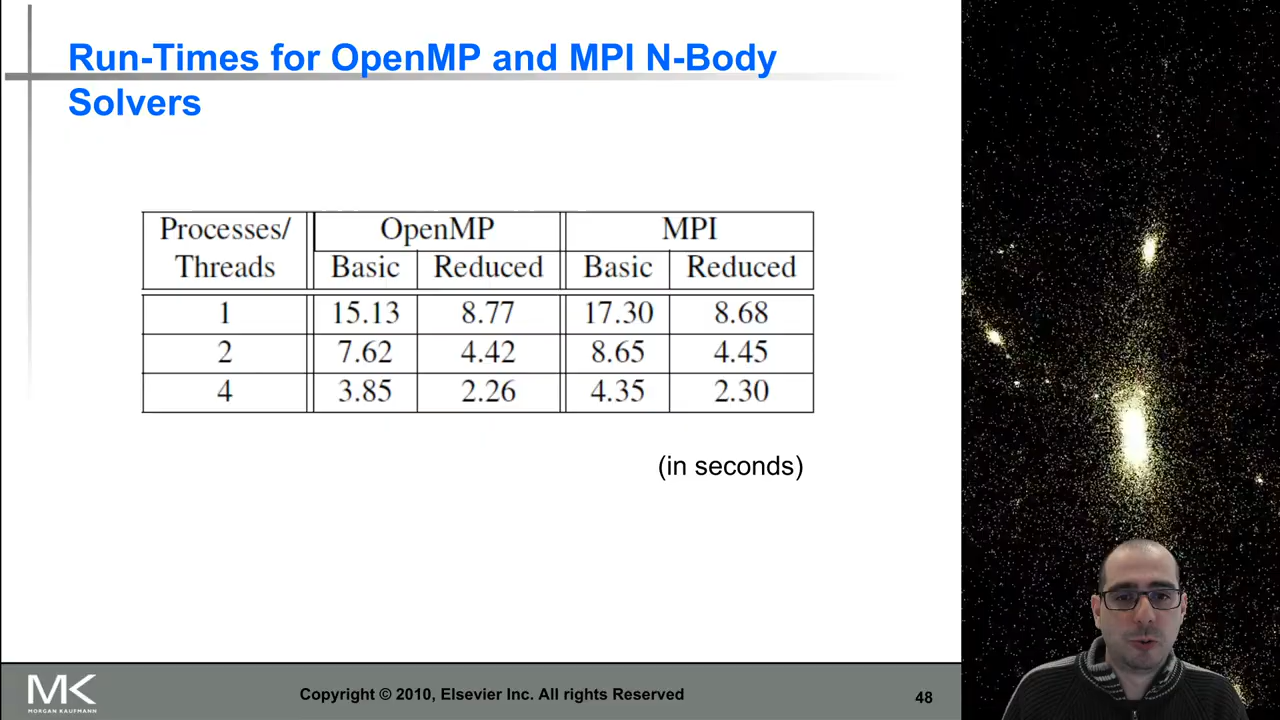 Run-Times for OpenMP and MPI N-Body
Solvers
Processes/ OpenMP MPI
Threads Basic Reduced Basic Reduced
1 15.13 8.77 17.30 8.68
2 7.62 4.42 8.65 4.45
4 3.85 2.26 4.35 2.30
(in seconds)
MK
MORGAN KAUFMANN
Copyright © 2010, Elsevier Inc. All rights Reserved
48